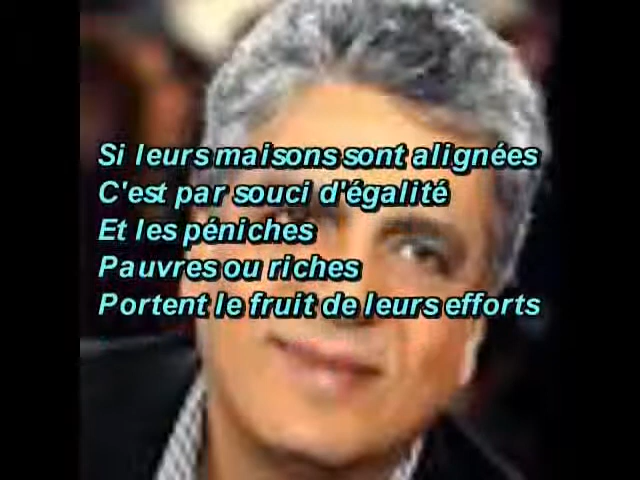 Si leurs maisons sont alignées
C'est par souci d'égalité
Et les péniches
Pauvres ou riches
Portent le fruit de leurs efforts